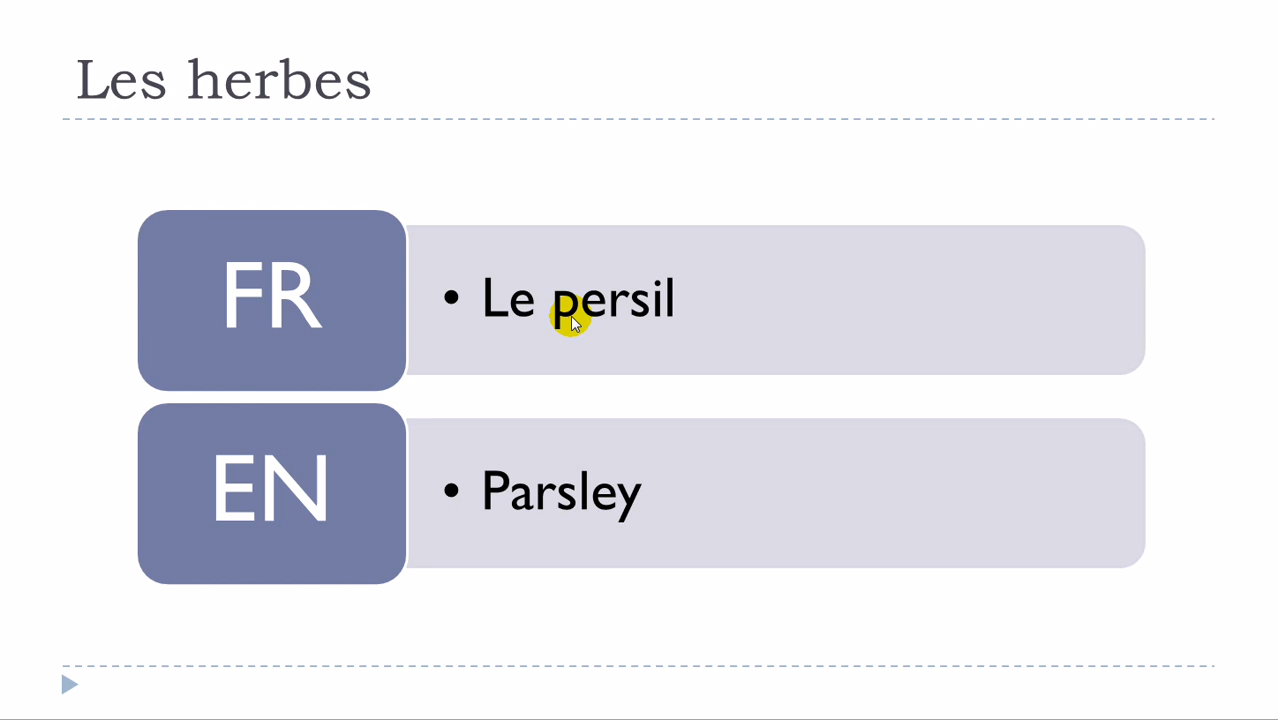 Les herbes
FR
• Le persil
EN
• Parsley